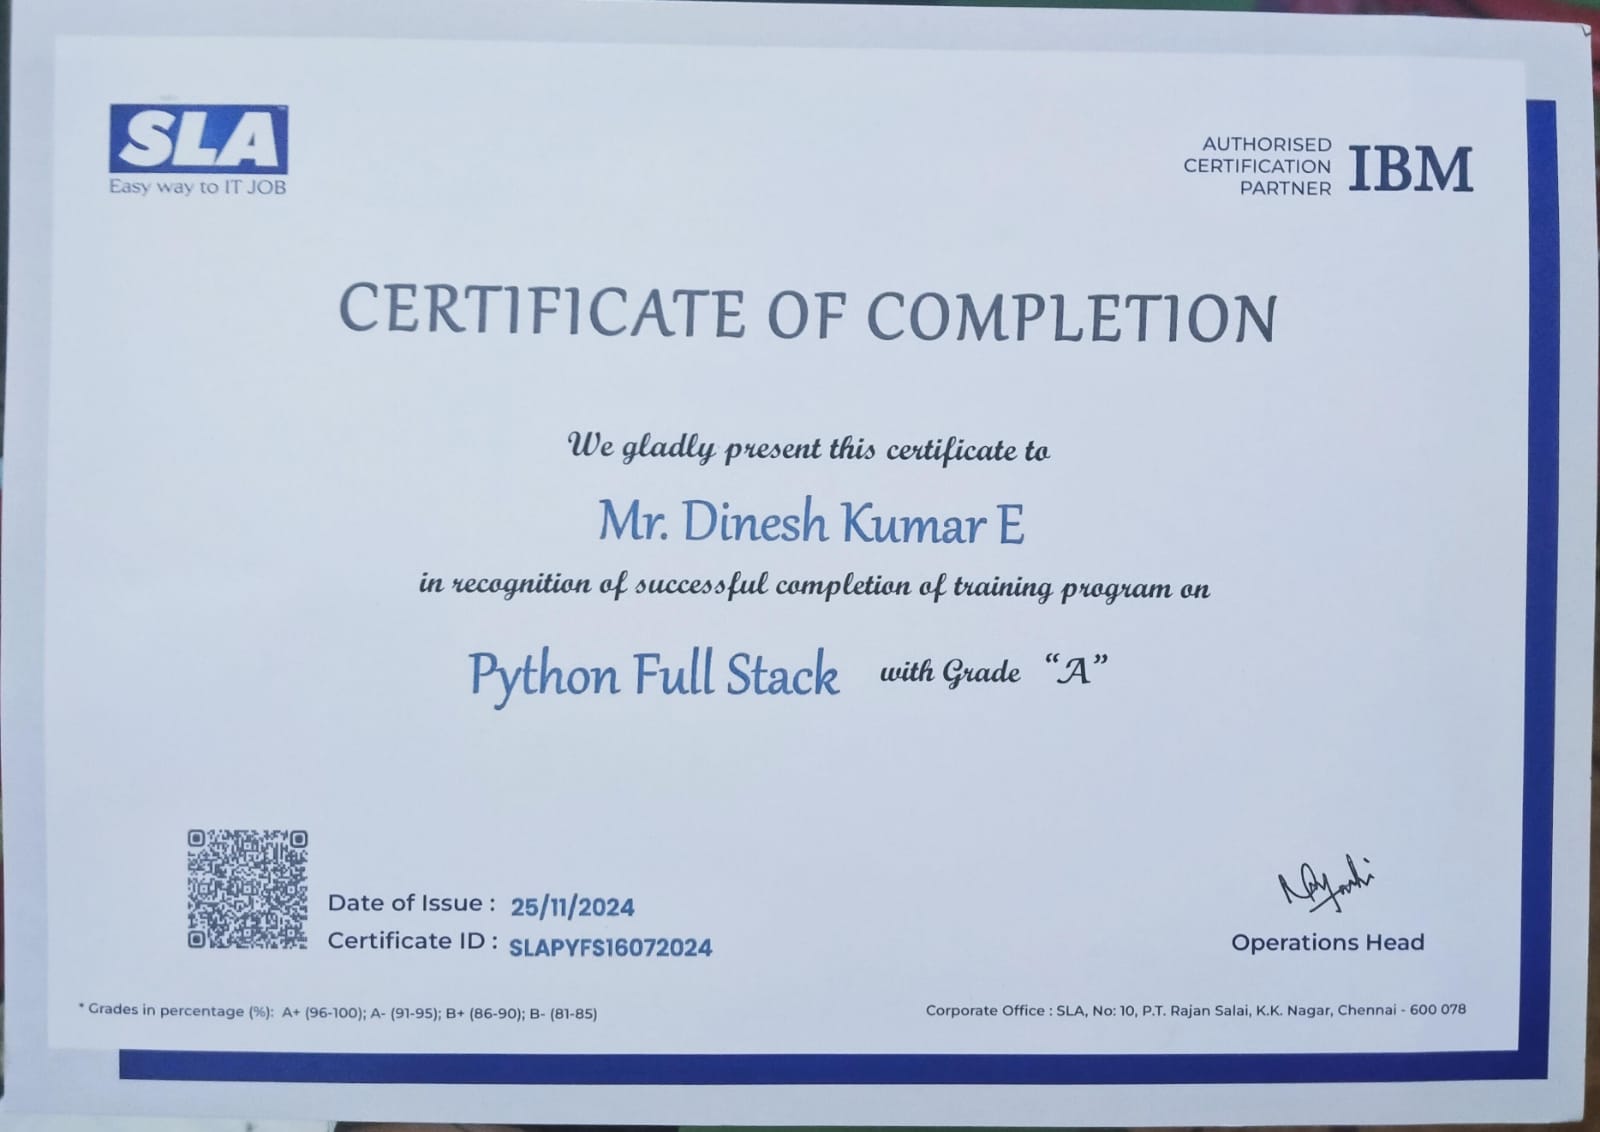 SLA
Easy way to IT JOB
AUTHORISED
CERTIFICATION
PARTNER
IBM
CERTIFICATE OF COMPLETION
We gladly present this certificate to
Mr. Dinesh Kumar E
in recognition of successful completion of training program on
Python Full Stack with Grade “A”
Date of Issue : 25/11/2024
Certificate ID : SLAPYFS16072024
Operations Head
* Grades in percentage (%): A+ (96-100); A- (91-95); B+ (86-90); B- (81-85)
Corporate Office : SLA, No: 10, P.T. Rajan Salai, K.K. Nagar, Chennai - 600 078